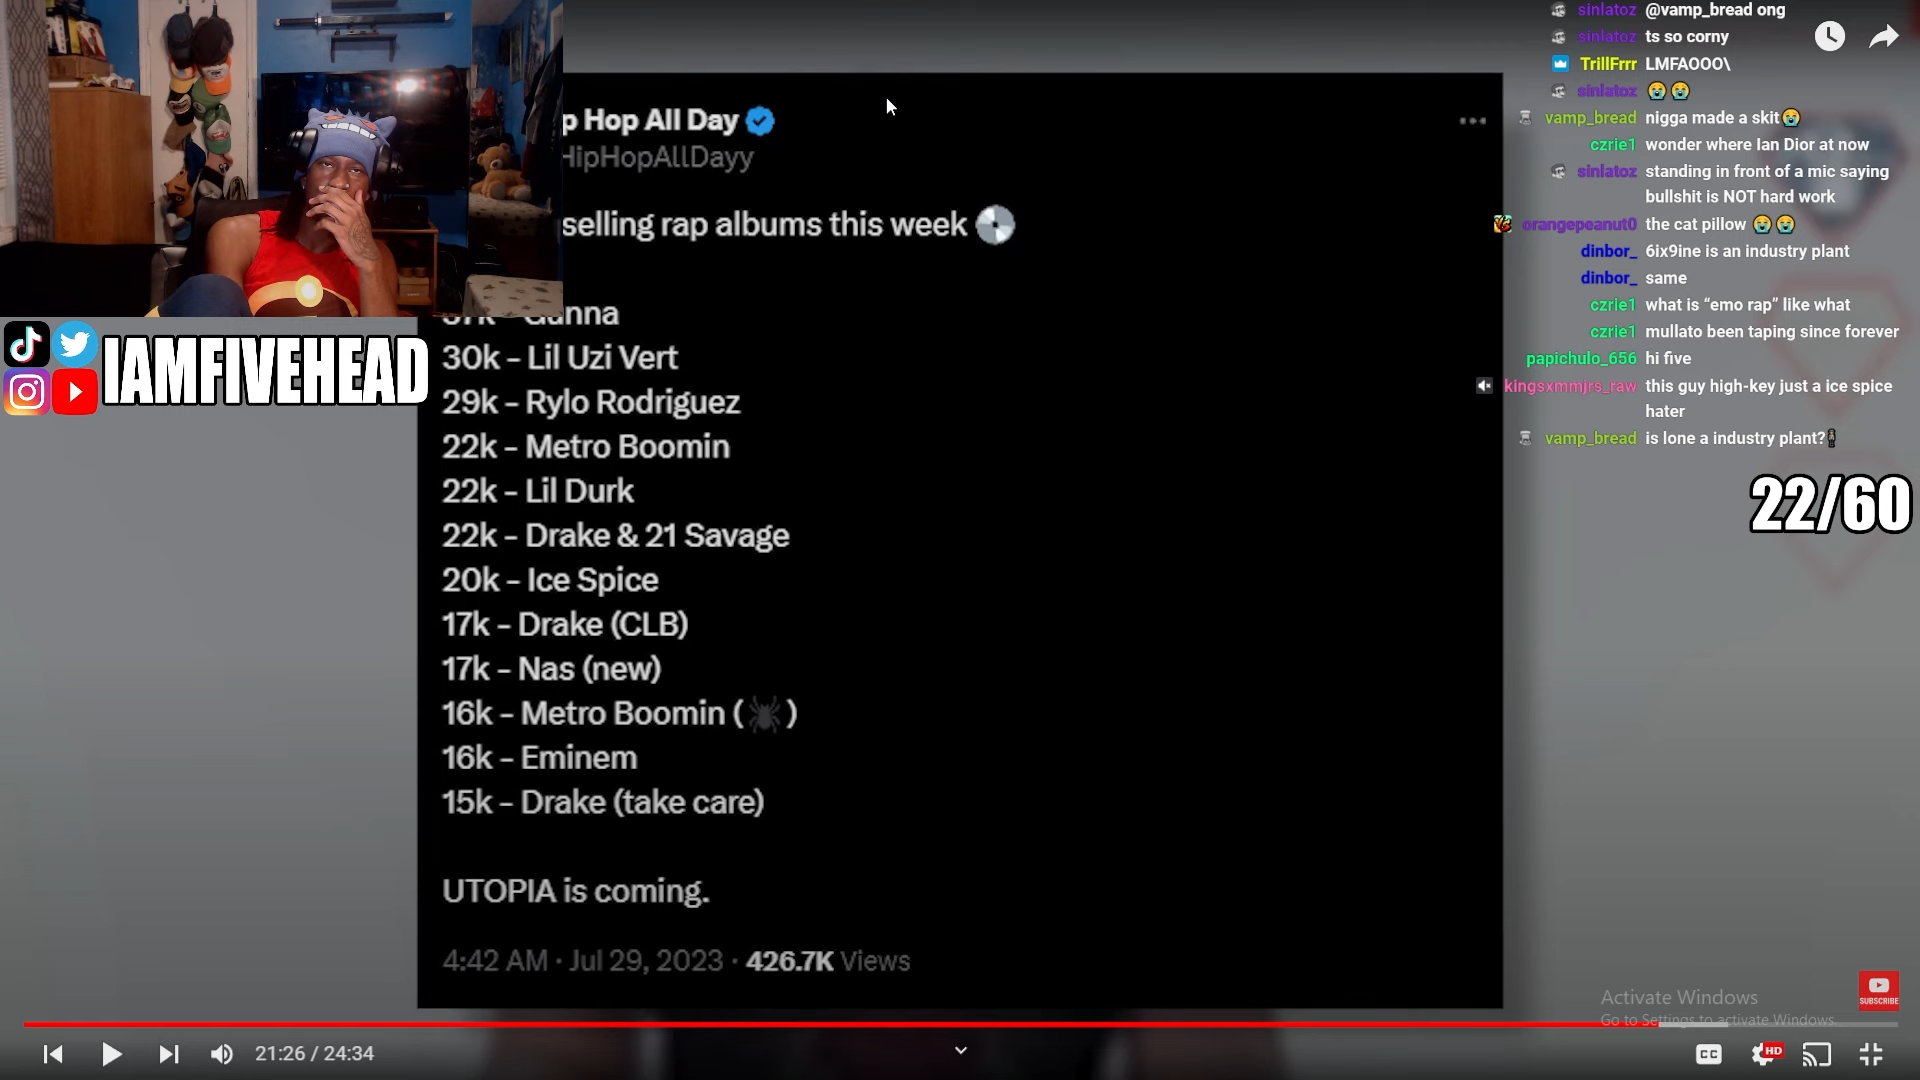 p Hop All Day
HipHopAllDayy
selling rap albums this week
37k - Gunna
30k – Lil Uzi Vert
29k – Rylo Rodriguez
22k – Metro Boomin
22k – Lil Durk
22k – Drake & 21 Savage
20k – Ice Spice
17k – Drake (CLB)
17k – Nas (new)
16k – Metro Boomin (🕷)
16k – Eminem
15k – Drake (take care)
UTOPIA is coming.
4:42 AM · Jul 29, 2023 · 426.7K Views
IAMFIVEHEAD
sinlatoz @vamp_bread ong
sinlatoz ts so corny
TrillFrrr LMFAOOO\
sinlatoz 😭😭
vamp_bread nigga made a skit😭
czrie1 wonder where Ian Dior at now
sinlatoz standing in front of a mic saying
bullshit is NOT hard work
orangepeanut0 the cat pillow 😭😭
dinbor_ 6ix9ine is an industry plant
dinbor_ same
czrie1 what is “emo rap” like what
czrie1 mullato been taping since forever
papichulo_656 hi five
kingsxmmjrs_raw this guy high-key just a ice spice
hater
vamp_bread is lone a industry plant?
22/60
Activate Windows
Go to Settings to activate Windows.
SUBSCRIBE
21:26 / 24:34
CC
HD